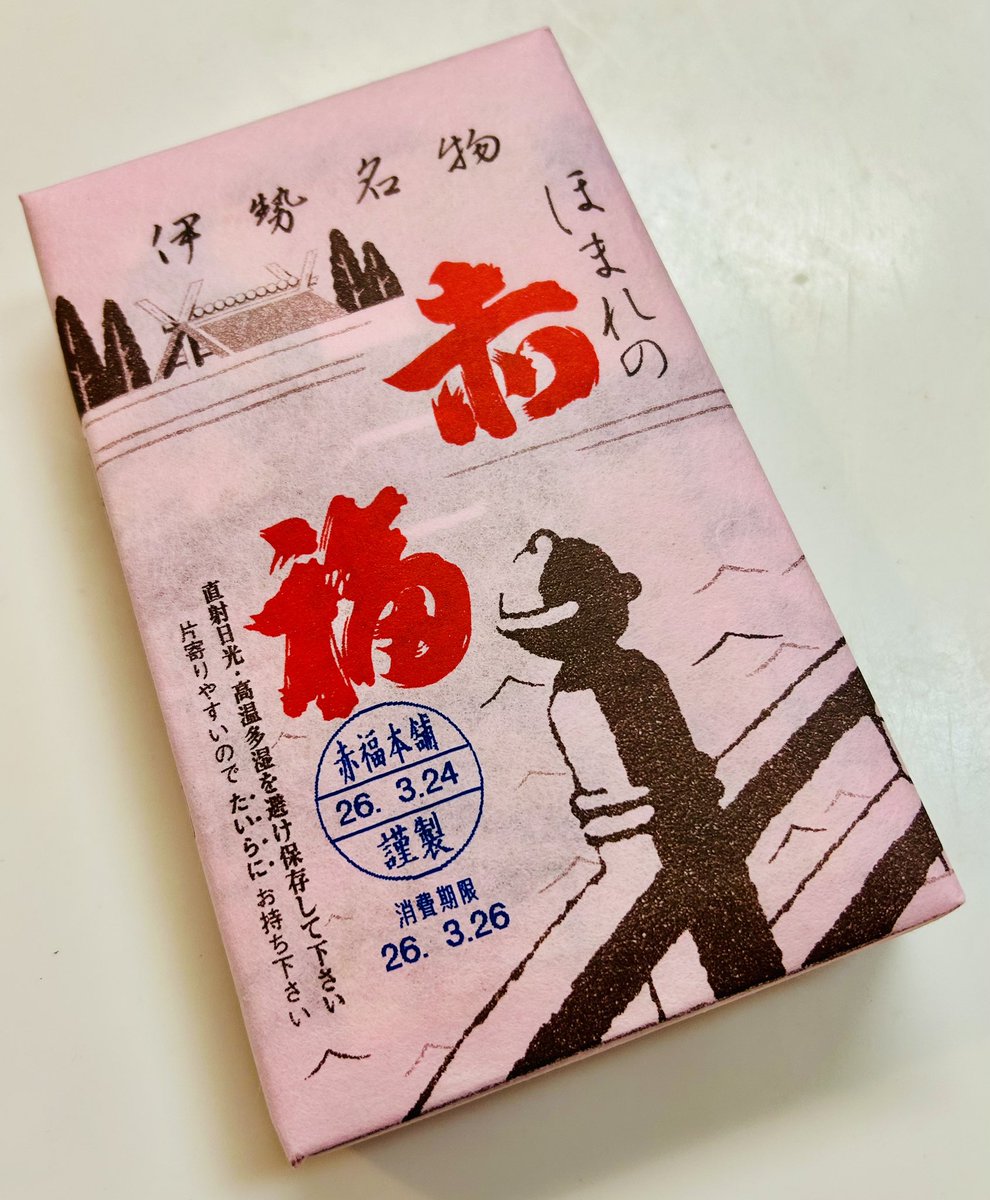 伊勢名物
ほまれの
赤福
直射日光・高温多湿を避け保存して下さい
片寄りやすいので たいらに お持ち下さい
赤福本舗
26. 3.24
謹製
消費期限
26. 3.26